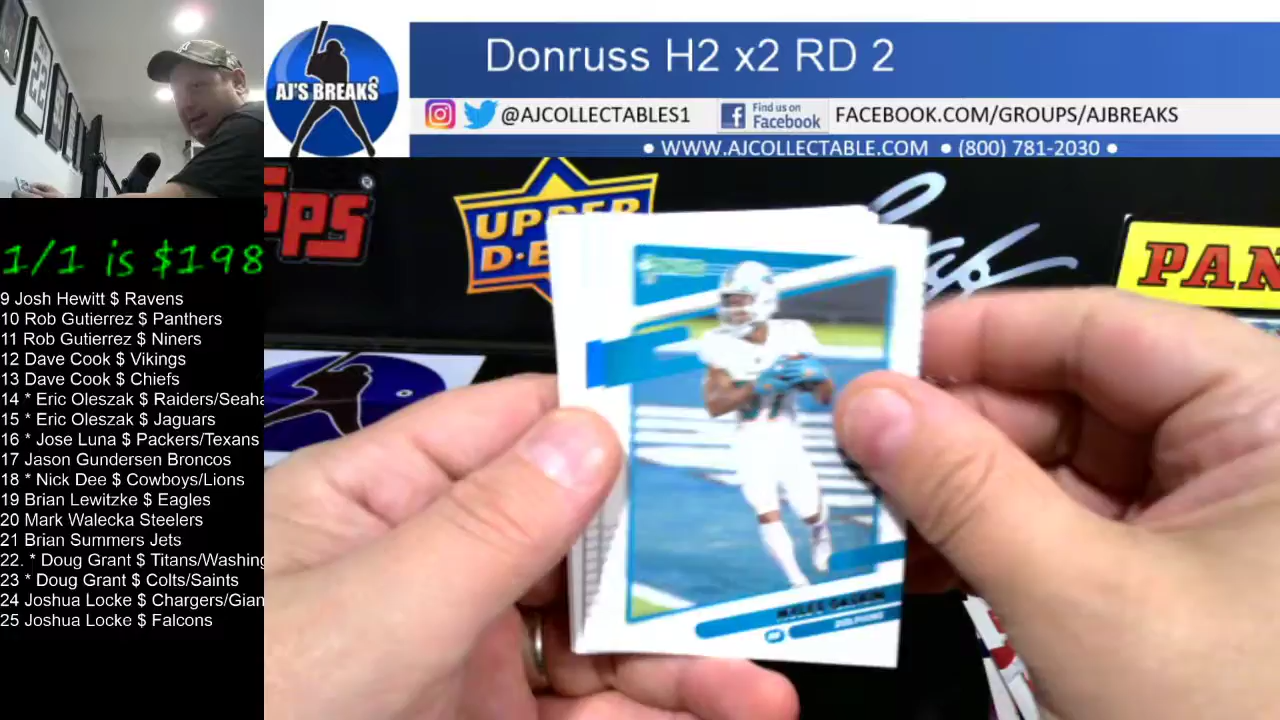 Donruss H2 x2 RD 2
AJ'S BREAKS
@AJCOLLECTABLES1
Find us on
Facebook
FACEBOOK.COM/GROUPS/AJBREAKS
• WWW.AJCOLLECTABLE.COM • (800) 781-2030 •
22
PPS
UPPER
D·E
PAN
1/1 is $198
9 Josh Hewitt $ Ravens
10 Rob Gutierrez $ Panthers
11 Rob Gutierrez $ Niners
12 Dave Cook $ Vikings
13 Dave Cook $ Chiefs
14 * Eric Oleszak $ Raiders/Seaha
15 * Eric Oleszak $ Jaguars
16 * Jose Luna $ Packers/Texans
17 Jason Gundersen Broncos
18 * Nick Dee $ Cowboys/Lions
19 Brian Lewitzke $ Eagles
20 Mark Walecka Steelers
21 Brian Summers Jets
22. * Doug Grant $ Titans/Washing
23 * Doug Grant $ Colts/Saints
24 Joshua Locke $ Chargers/Gian
25 Joshua Locke $ Falcons
MYLES GASKIN
DOLPHINS